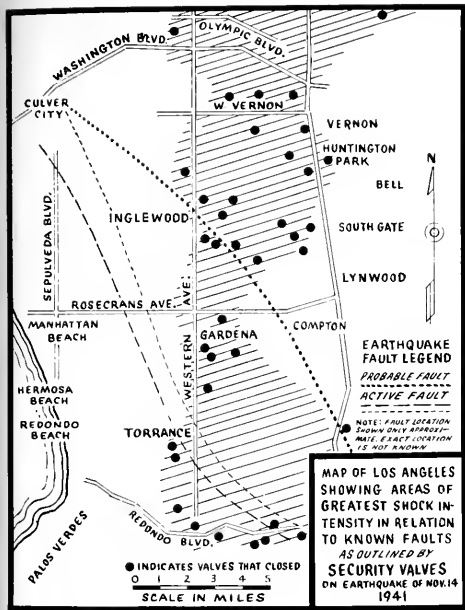 OLYMPIC BLVD.
WASHINGTON BLVD.
CULVER
CITY
W. VERNON
VERNON
HUNTINGTON
PARK
N
BELL
INGLEWOOD
SOUTH GATE
SEPULVEDA BLVD.
LYNWOOD
WESTERN AVE.
ROSECRANS AVE.
MANHATTAN
BEACH
GARDENA
COMPTON
EARTHQUAKE
FAULT LEGEND
PROBABLE FAULT
ACTIVE FAULT
NOTE: FAULT LOCATION
SHOWN ONLY APPROXI-
MATE. EXACT LOCATION
IS NOT KNOWN
HERMOSA
BEACH
REDONDO
BEACH
TORRANCE
PALOS VERDES
REDONDO BLVD.
INDICATES VALVES THAT CLOSED
0 1 2 3 4 5
SCALE IN MILES
MAP OF LOS ANGELES
SHOWING AREAS OF
GREATEST SHOCK IN-
TENSITY IN RELATION
TO KNOWN FAULTS
AS OUTLINED BY
SECURITY VALVES
ON EARTHQUAKE OF NOV. 14
1941